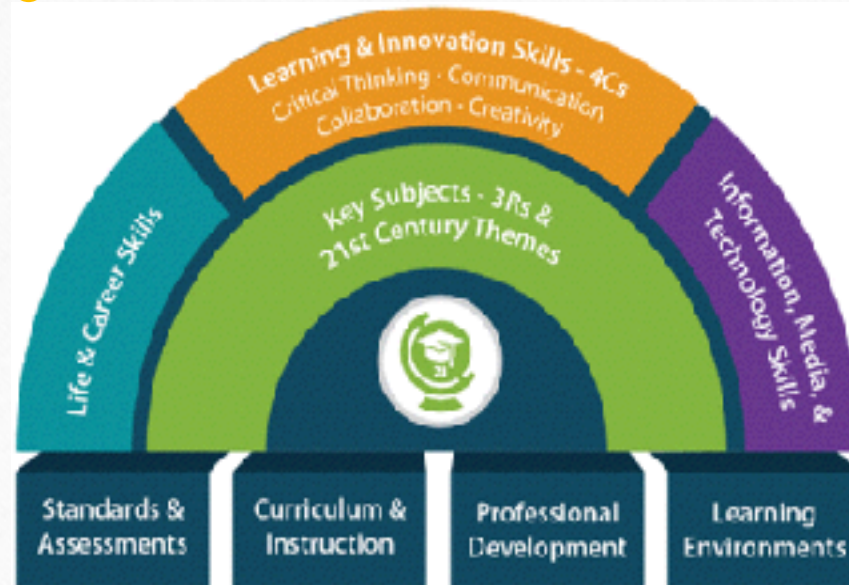 Learning & Innovation Skills - 4Cs
Critical Thinking · Communication
Collaboration · Creativity
Key Subjects - 3Rs &
21st Century Themes
Life & Career Skills
Information, Media, &
Technology Skills
21
Standards &
Assessments
Curriculum &
Instruction
Professional
Development
Learning
Environments